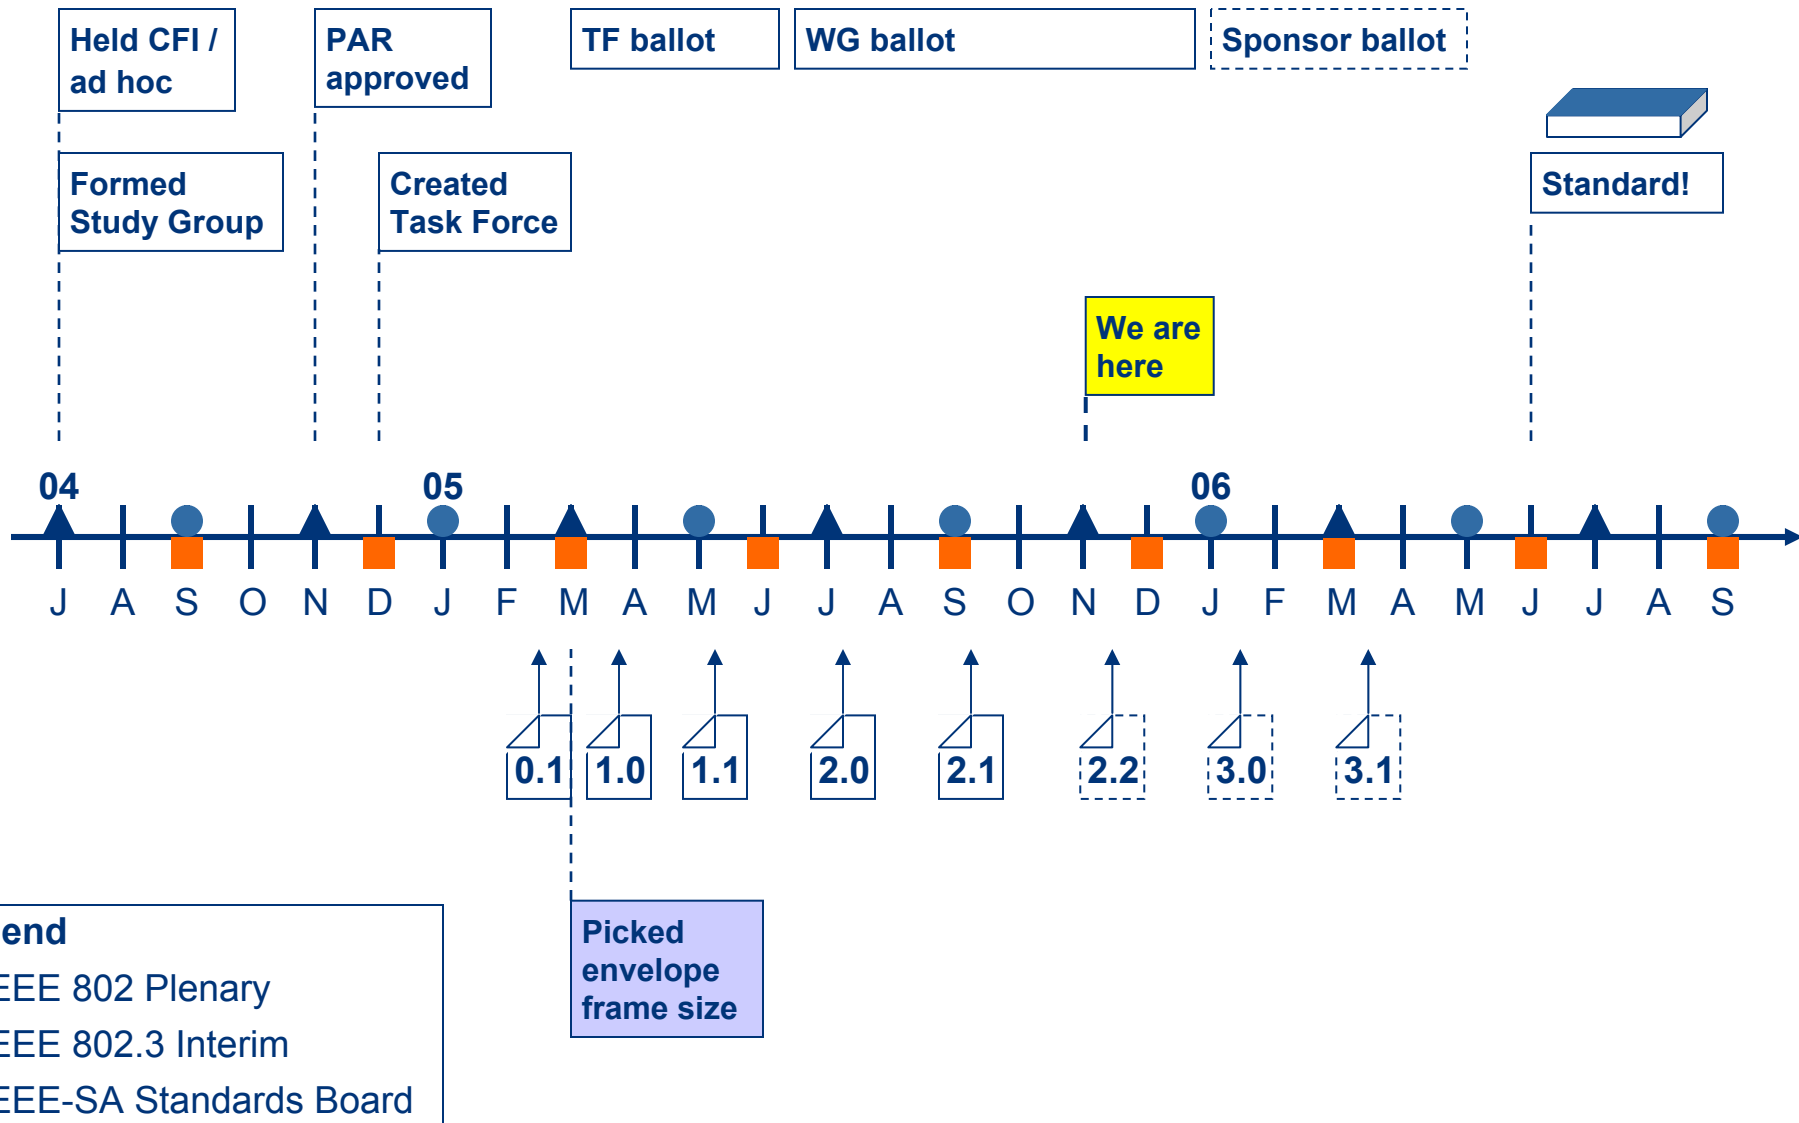 Held CFI /
ad hoc
PAR
approved
TF ballot
WG ballot
Sponsor ballot
Formed
Study Group
Created
Task Force
Standard!
We are
here
04
05
06
J A S O N D J F M A M J J A S O N D J F M A M J J A S
0.1 1.0 1.1 2.0 2.1 2.2 3.0 3.1
Picked
envelope
frame size
end
EEE 802 Plenary
EEE 802.3 Interim
EEE-SA Standards Board